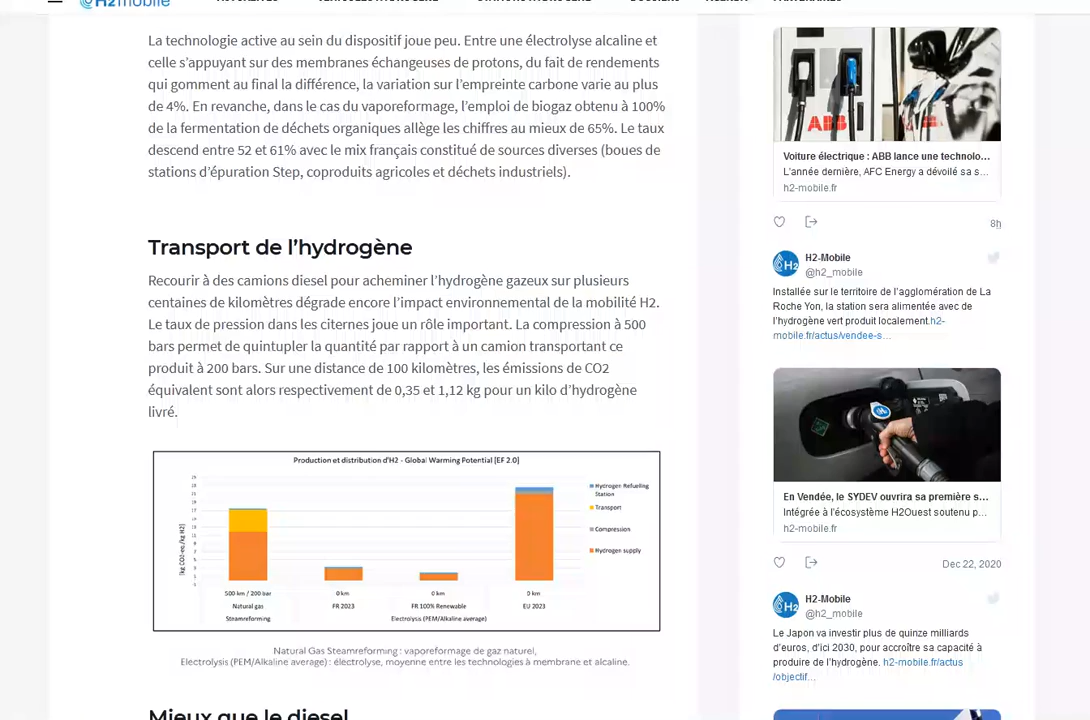 H2mobile
La technologie active au sein du dispositif joue peu. Entre une électrolyse alcaline et
celle s'appuyant sur des membranes échangeuses de protons, du fait de rendements
qui gomment au final la différence, la variation sur l'empreinte carbone varie au plus
de 4%. En revanche, dans le cas du vaporeformage, l'emploi de biogaz obtenu à 100%
de la fermentation de déchets organiques allège les chiffres au mieux de 65%. Le taux
descend entre 52 et 61% avec le mix français constitué de sources diverses (boues de
stations d'épuration Step, coproduits agricoles et déchets industriels).
Transport de l'hydrogène
Recourir à des camions diesel pour acheminer l'hydrogène gazeux sur plusieurs
centaines de kilomètres dégrade encore l'impact environnemental de la mobilité H2.
Le taux de pression dans les citernes joue un rôle important. La compression à 500
bars permet de quintupler la quantité par rapport à un camion transportant ce
produit à 200 bars. Sur une distance de 100 kilomètres, les émissions de CO2
équivalent sont alors respectivement de 0,35 et 1,12 kg pour un kilo d'hydrogène
livré.
Production et distribution d'H2 - Global Warming Potential [EF 2.0]
[kg CO2-eq./kg H2]
Hydrogen Refueling
Station
Transport
Compression
Hydrogen supply
500 km / 200 bar
0 km
0 km
0 km
Natural gas
FR 2023
FR 100% Renewable
EU 2023
Steamreforming
Electrolysis (PEM/Alkaline average)
Natural Gas Steamreforming : vaporeformage de gaz naturel,
Electrolysis (PEM/Alkaline average) : électrolyse, moyenne entre les technologies à membrane et alcaline.
Mieux que le diesel
ABB
Voiture électrique : ABB lance une technolo...
L'année dernière, AFC Energy a dévoilé sa s...
h2-mobile.fr
8h
H2
H2-Mobile
@h2_mobile
Installée sur le territoire de l'agglomération de La
Roche Yon, la station sera alimentée avec de
l'hydrogène vert produit localement.h2-
mobile.fr/actus/vendee-s...
En Vendée, le SYDEV ouvrira sa première s...
Intégrée à l'écosystème H2Ouest soutenu p...
h2-mobile.fr
Dec 22, 2020
H2
H2-Mobile
@h2_mobile
Le Japon va investir plus de quinze milliards
d'euros, d'ici 2030, pour accroître sa capacité à
produire de l'hydrogène. h2-mobile.fr/actus
/objectif...